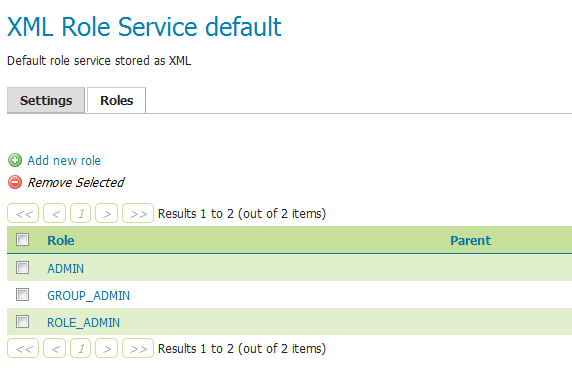 XML Role Service default
Default role service stored as XML
Settings Roles
Add new role
Remove Selected
<< < 1 > >> Results 1 to 2 (out of 2 items)
Role Parent
ADMIN
GROUP_ADMIN
ROLE_ADMIN
<< < 1 > >> Results 1 to 2 (out of 2 items)